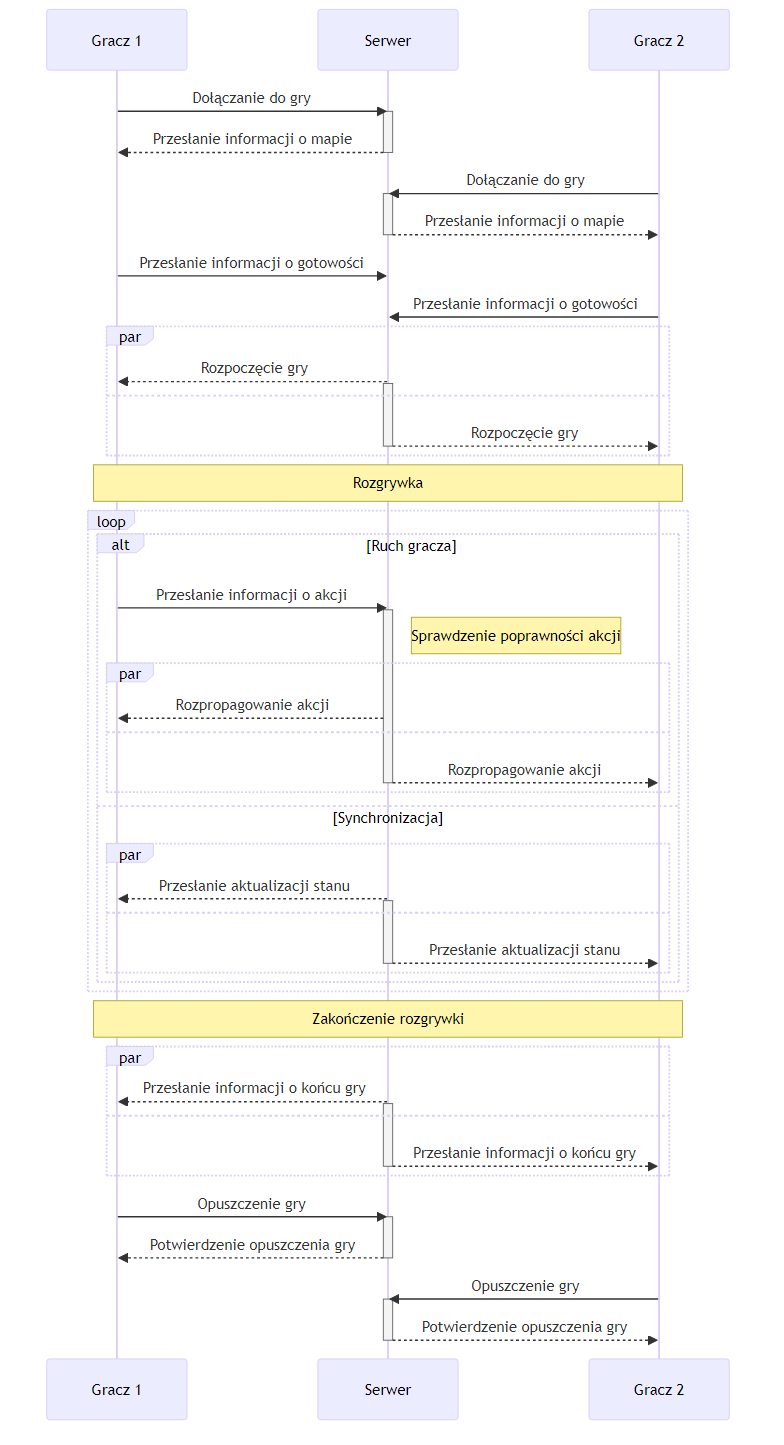 Gracz 1
Serwer
Gracz 2
Dołączanie do gry
Przesłanie informacji o mapie
Dołączanie do gry
Przesłanie informacji o mapie
Przesłanie informacji o gotowości
Przesłanie informacji o gotowości
par
Rozpoczęcie gry
Rozpoczęcie gry
Rozgrywka
loop
alt
[Ruch gracza]
Przesłanie informacji o akcji
Sprawdzenie poprawności akcji
par
Rozpropagowanie akcji
Rozpropagowanie akcji
[Synchronizacja]
par
Przesłanie aktualizacji stanu
Przesłanie aktualizacji stanu
Zakończenie rozgrywki
par
Przesłanie informacji o końcu gry
Przesłanie informacji o końcu gry
Opuszczenie gry
Potwierdzenie opuszczenia gry
Opuszczenie gry
Potwierdzenie opuszczenia gry
Gracz 1
Serwer
Gracz 2